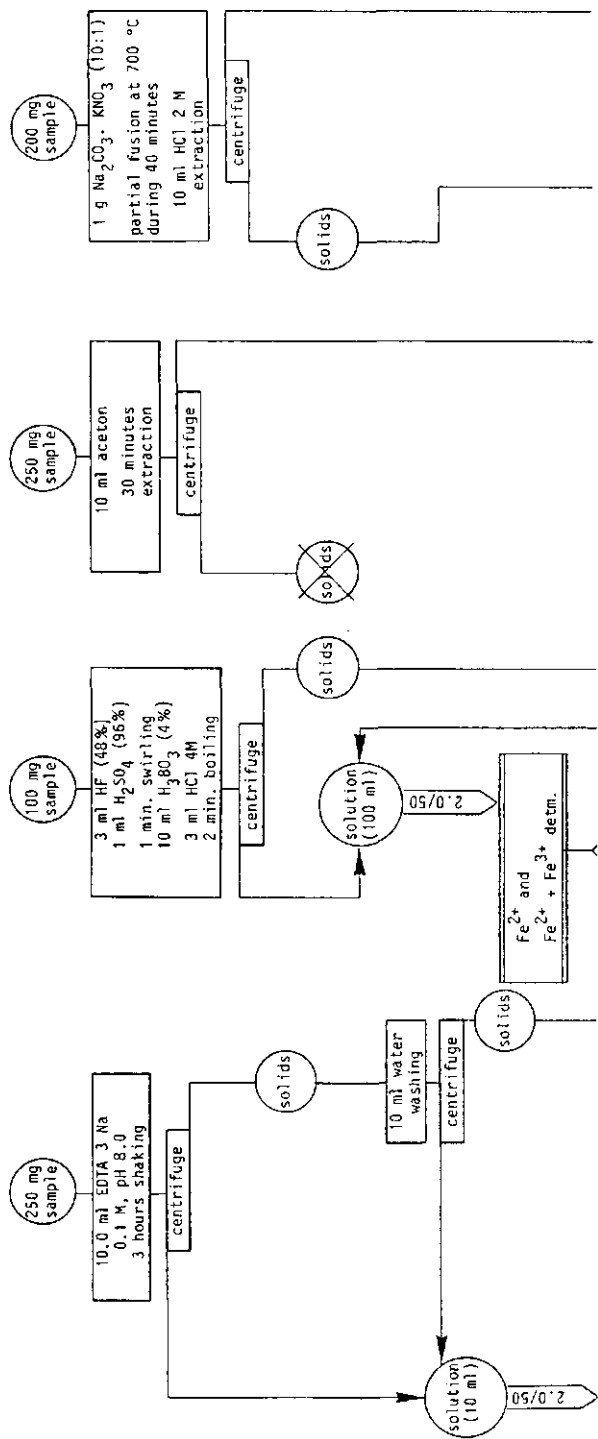 250 mg
sample
10.0 ml EDTA 3 Na
0.1 M, pH 8.0
3 hours shaking
centrifuge
solids
10 ml water
washing
centrifuge
solids
solution
(10 ml)
2.0/50
100 mg
sample
3 ml HF (48%)
1 ml H₂SO₄ (96%)
1 min. swirling
10 ml H₃BO₃ (4%)
3 ml HCl 4M
2 min. boiling
centrifuge
solids
solution
(100 ml)
2.0/50
Fe²⁺ and
Fe²⁺ + Fe³⁺ detm.
250 mg
sample
10 ml aceton
30 minutes
extraction
centrifuge
solids
200 mg
sample
1 g Na₂CO₃. KNO₃ (10:1)
partial fusion at 700 °C
during 40 minutes
10 ml HCl 2 M
extraction
centrifuge
solids